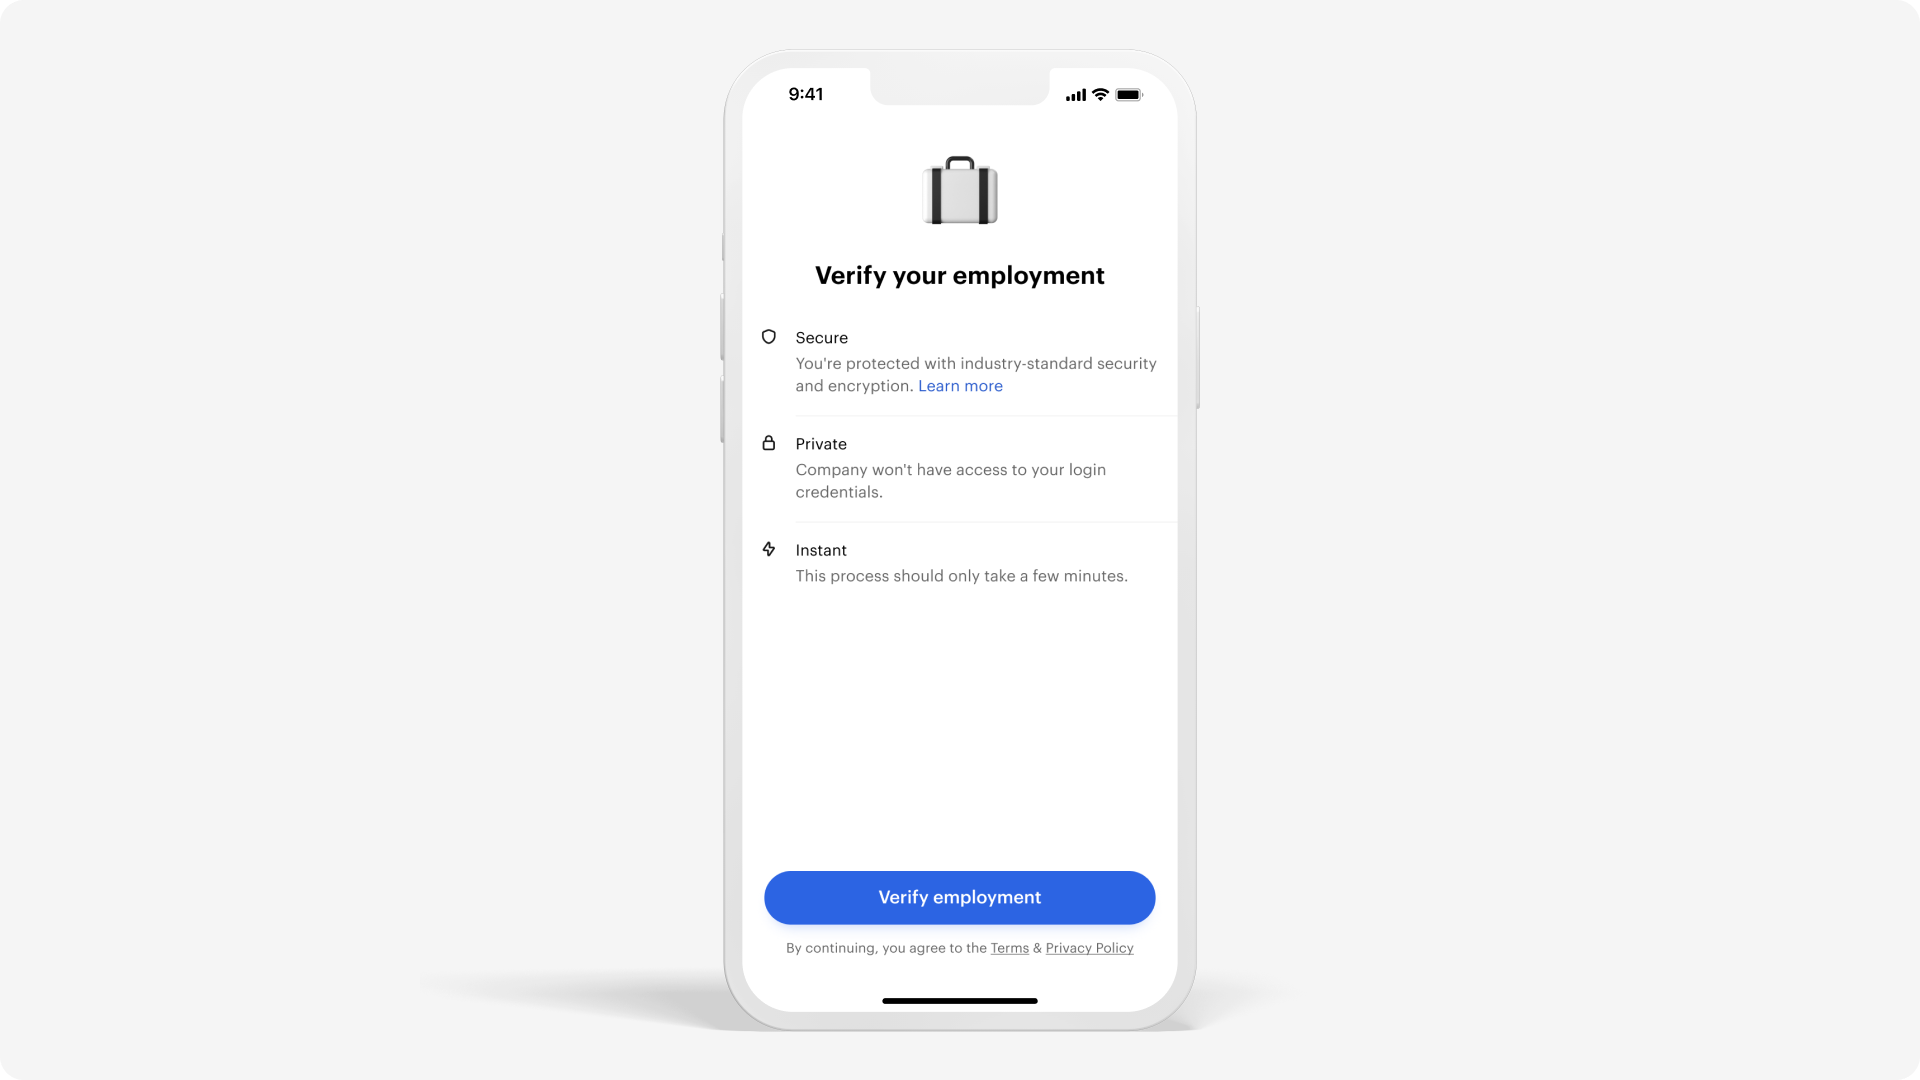 9:41
Verify your employment
Secure
You're protected with industry-standard security
and encryption. Learn more
Private
Company won't have access to your login
credentials.
Instant
This process should only take a few minutes.
Verify employment
By continuing, you agree to the Terms & Privacy Policy